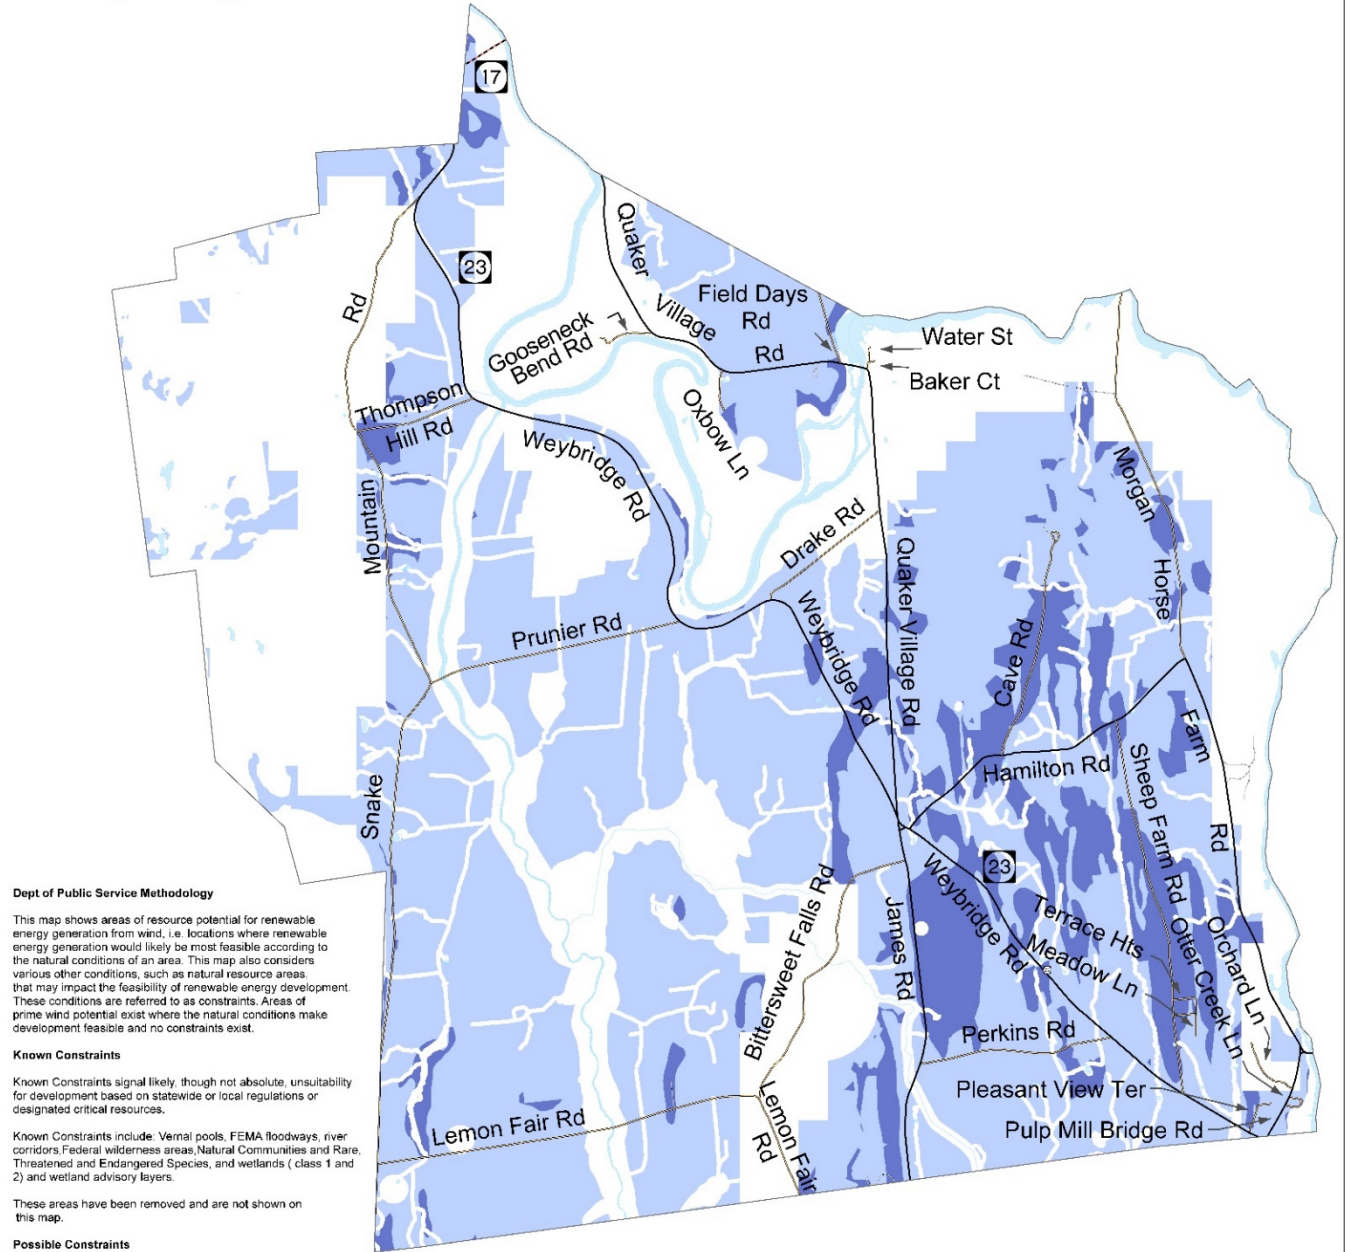 17
Quaker
Village
Rd
23
Field Days
Rd
Rd
Gooseneck
Bend Rd
Water St
Baker Ct
Thompson
Hill Rd
Oxbow Ln
Weybridge Rd
Morgan
Horse
Mountain
Drake Rd
Quaker Village Rd
Weybridge Rd
Prunier Rd
Cave Rd
Farm
Rd
Hamilton Rd
Sheep Farm Rd
Snake
Bittersweet Falls Rd
James Rd
Weybridge Rd
23
Terrace Hts
Meadow Ln
Otter Creek Ln
Orchard Ln
Perkins Rd
Pleasant View Ter
Pulp Mill Bridge Rd
Lemon Fair Rd
Lemon Fair
Rd
Dept of Public Service Methodology
This map shows areas of resource potential for renewable
energy generation from wind, i.e. locations where renewable
energy generation would likely be most feasible according to
the natural conditions of an area. This map also considers
various other conditions, such as natural resource areas.
that may impact the feasibility of renewable energy development.
These conditions are referred to as constraints. Areas of
prime wind potential exist where the natural conditions make
development feasible and no constraints exist.
Known Constraints
Known Constraints signal likely, though not absolute, unsuitability
for development based on statewide or local regulations or
designated critical resources.
Known Constraints include: Vernal pools, FEMA floodways, river
corridors,Federal wilderness areas,Natural Communities and Rare,
Threatened and Endangered Species, and wetlands ( class 1 and
2) and wetland advisory layers.
These areas have been removed and are not shown on
this map.
Possible Constraints